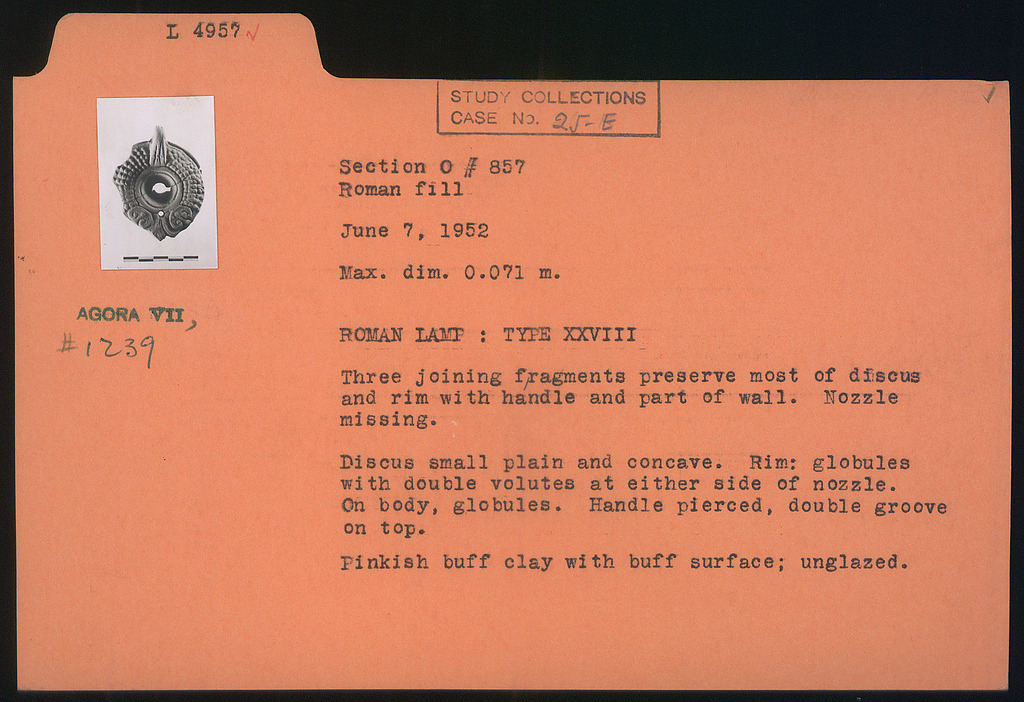 L 4957 ✓
STUDY COLLECTIONS
CASE No. 25-E
Section O # 857
Roman fill
June 7, 1952
Max. dim. 0.071 m.
AGORA VII,
#1239
ROMAN LAMP : TYPE XXVIII
Three joining fragments preserve most of discus
and rim with handle and part of wall. Nozzle
missing.
Discus small plain and concave. Rim: globules
with double volutes at either side of nozzle.
On body, globules. Handle pierced, double groove
on top.
Pinkish buff clay with buff surface; unglazed.